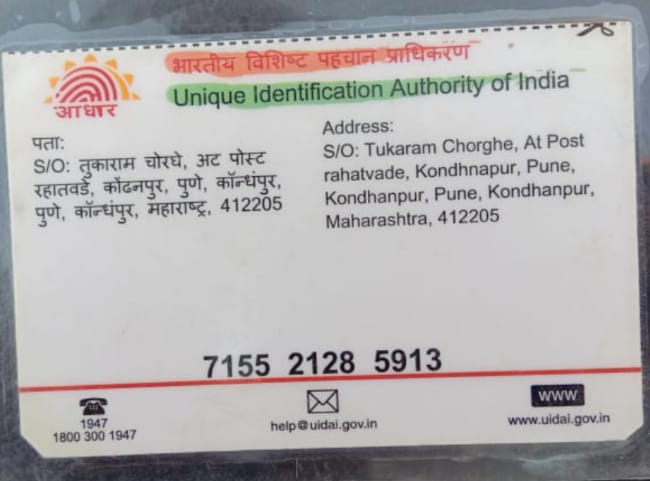 भारतीय विशिष्ट पहचान प्राधिकरण
Unique Identification Authority of India
आधार
पता:
S/O: तुकाराम चोरघे, अट पोस्ट
रहातवडे, कोंढनपुर, पुणे, कॉन्धंपुर,
पुणे, कॉन्धंपुर, महाराष्ट्र, 412205
Address:
S/O: Tukaram Chorghe, At Post
rahatvade, Kondhnapur, Pune,
Kondhanpur, Pune, Kondhanpur,
Maharashtra, 412205
7155 2128 5913
1947
1800 300 1947
help@uidai.gov.in
www
www.uidai.gov.in